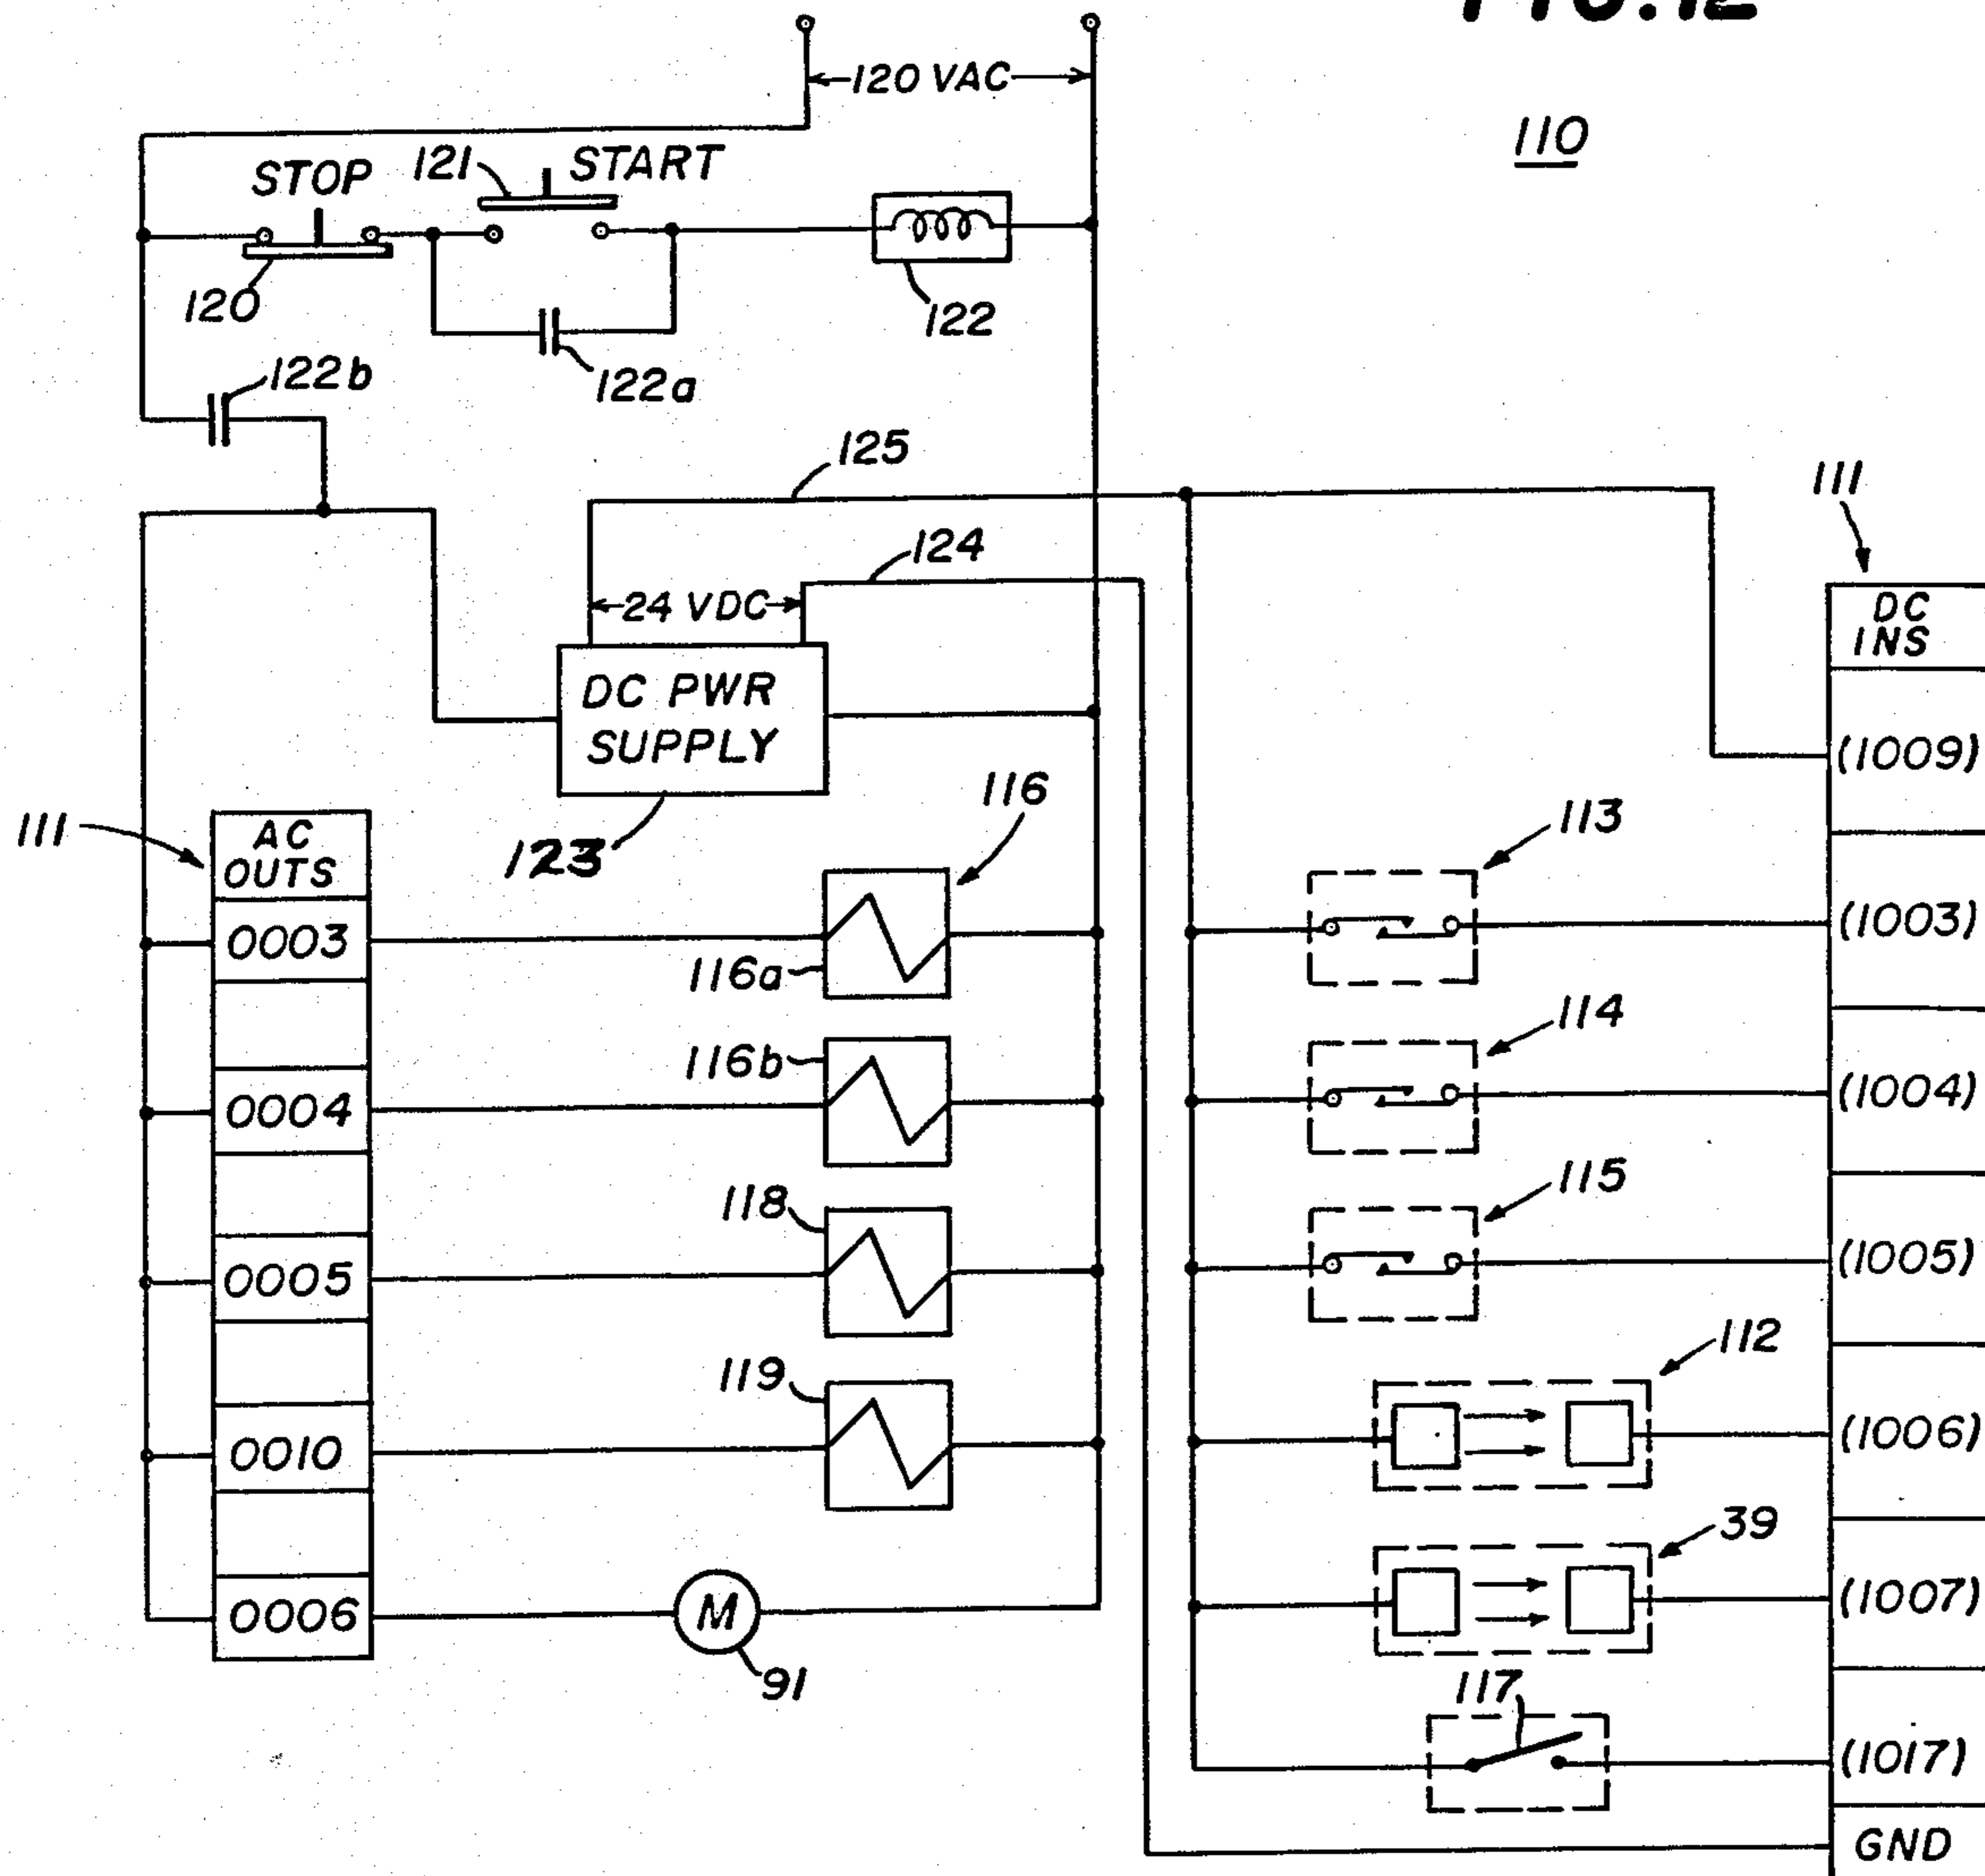 FIG. 12
120 VAC
110
STOP
121
START
120
122
122a
122b
125
124
111
24 VDC
DC
INS
DC PWR
SUPPLY
(1009)
116
113
111
AC
OUTS
123
(1003)
0003
116a
114
116b
(1004)
0004
115
118
(1005)
0005
112
119
(1006)
0010
39
(1007)
0006
M
91
117
(1017)
GND